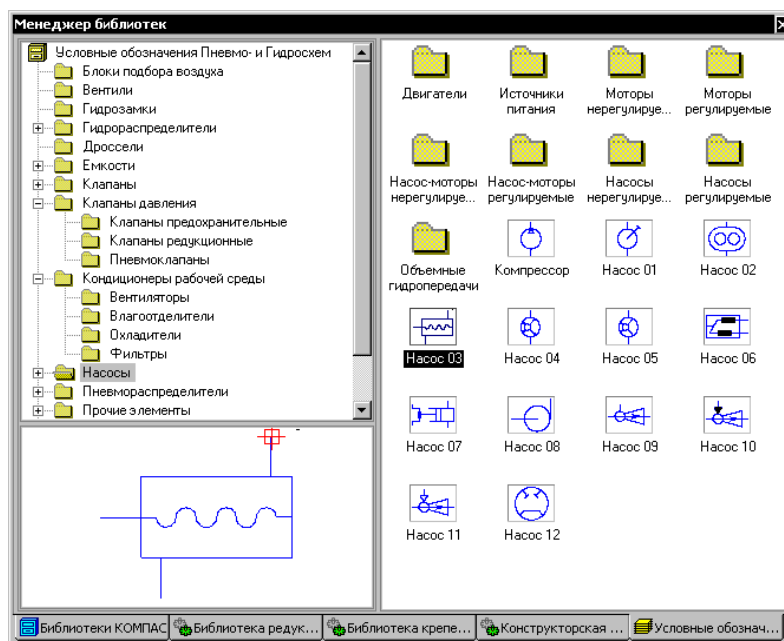 Менеджер библиотек
Условные обозначения Пневмо- и Гидросхем
Блоки подбора воздуха
Вентили
Гидрозамки
Гидрораспределители
Дроссели
Емкости
Клапаны
Клапаны давления
Клапаны предохранительные
Клапаны редукционные
Пневмоклапаны
Кондиционеры рабочей среды
Вентиляторы
Влагоотделители
Охладители
Фильтры
Насосы
Пневмораспределители
Прочие элементы
Двигатели
Источники питания
Моторы нерегулируе...
Моторы регулируемые
Насос-моторы нерегулируе...
Насос-моторы регулируемые
Насосы нерегулируе...
Насосы регулируемые
Объемные гидропередачи
Компрессор
Насос 01
Насос 02
Насос 03
Насос 04
Насос 05
Насос 06
Насос 07
Насос 08
Насос 09
Насос 10
Насос 11
Насос 12
Библиотеки КОМПАС
Библиотека редук...
Библиотека крепе...
Конструкторская ...
Условные обознач...